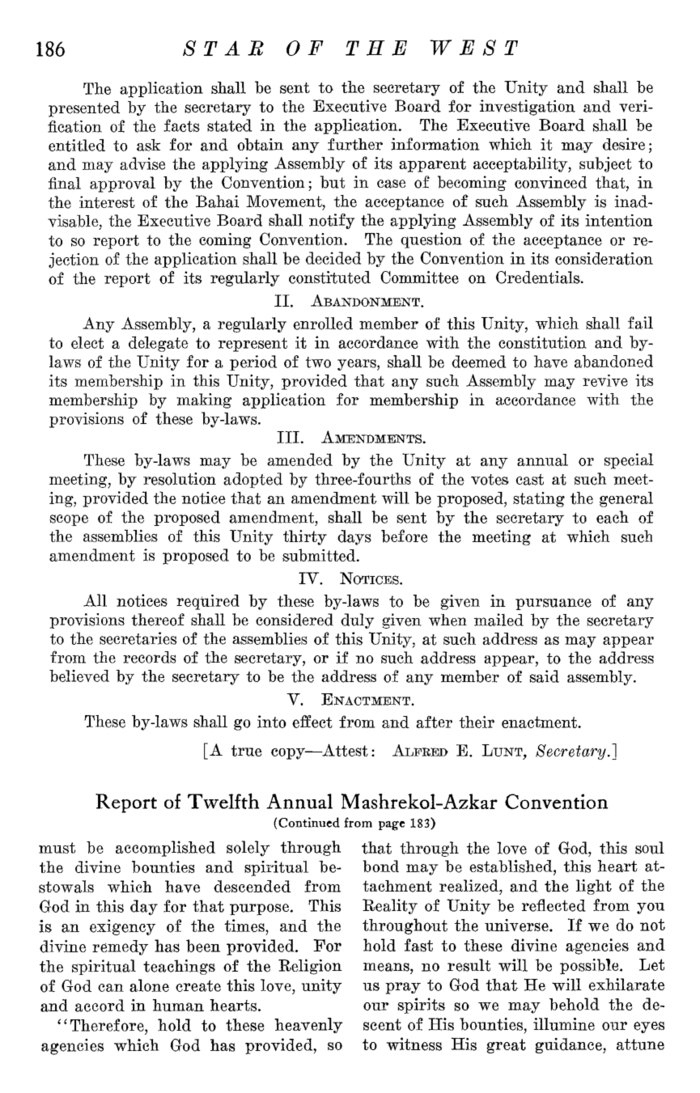 186 STAR OF THE WEST
The application shall be sent to the secretary of the Unity and shall be
presented by the secretary to the Executive Board for investigation and veri-
fication of the facts stated in the application. The Executive Board shall be
entitled to ask for and obtain any further information which it may desire;
and may advise the applying Assembly of its apparent acceptability, subject to
final approval by the Convention; but in case of becoming convinced that, in
the interest of the Bahai Movement, the acceptance of such Assembly is inad-
visable, the Executive Board shall notify the applying Assembly of its intention
to so report to the coming Convention. The question of the acceptance or re-
jection of the application shall be decided by the Convention in its consideration
of the report of its regularly constituted Committee on Credentials.
II. ABANDONMENT.
Any Assembly, a regularly enrolled member of this Unity, which shall fail
to elect a delegate to represent it in accordance with the constitution and by-
laws of the Unity for a period of two years, shall be deemed to have abandoned
its membership in this Unity, provided that any such Assembly may revive its
membership by making application for membership in accordance with the
provisions of these by-laws.
III. AMENDMENTS.
These by-laws may be amended by the Unity at any annual or special
meeting, by resolution adopted by three-fourths of the votes cast at such meet-
ing, provided the notice that an amendment will be proposed, stating the general
scope of the proposed amendment, shall be sent by the secretary to each of
the assemblies of this Unity thirty days before the meeting at which such
amendment is proposed to be submitted.
IV. NOTICES.
All notices required by these by-laws to be given in pursuance of any
provisions thereof shall be considered duly given when mailed by the secretary
to the secretaries of the assemblies of this Unity, at such address as may appear
from the records of the secretary, or if no such address appear, to the address
believed by the secretary to be the address of any member of said assembly.
V. ENACTMENT.
These by-laws shall go into effect from and after their enactment.
[A true copy—Attest: ALFRED E. LUNT, Secretary.]
Report of Twelfth Annual Mashrekol-Azkar Convention
(Continued from page 183)
must be accomplished solely through
the divine bounties and spiritual be-
stowals which have descended from
God in this day for that purpose. This
is an exigency of the times, and the
divine remedy has been provided. For
the spiritual teachings of the Religion
of God can alone create this love, unity
and accord in human hearts.
"Therefore, hold to these heavenly
agencies which God has provided, so
that through the love of God, this soul
bond may be established, this heart at-
tachment realized, and the light of the
Reality of Unity be reflected from you
throughout the universe. If we do not
hold fast to these divine agencies and
means, no result will be possible. Let
us pray to God that He will exhilarate
our spirits so we may behold the de-
scent of His bounties, illumine our eyes
to witness His great guidance, attune